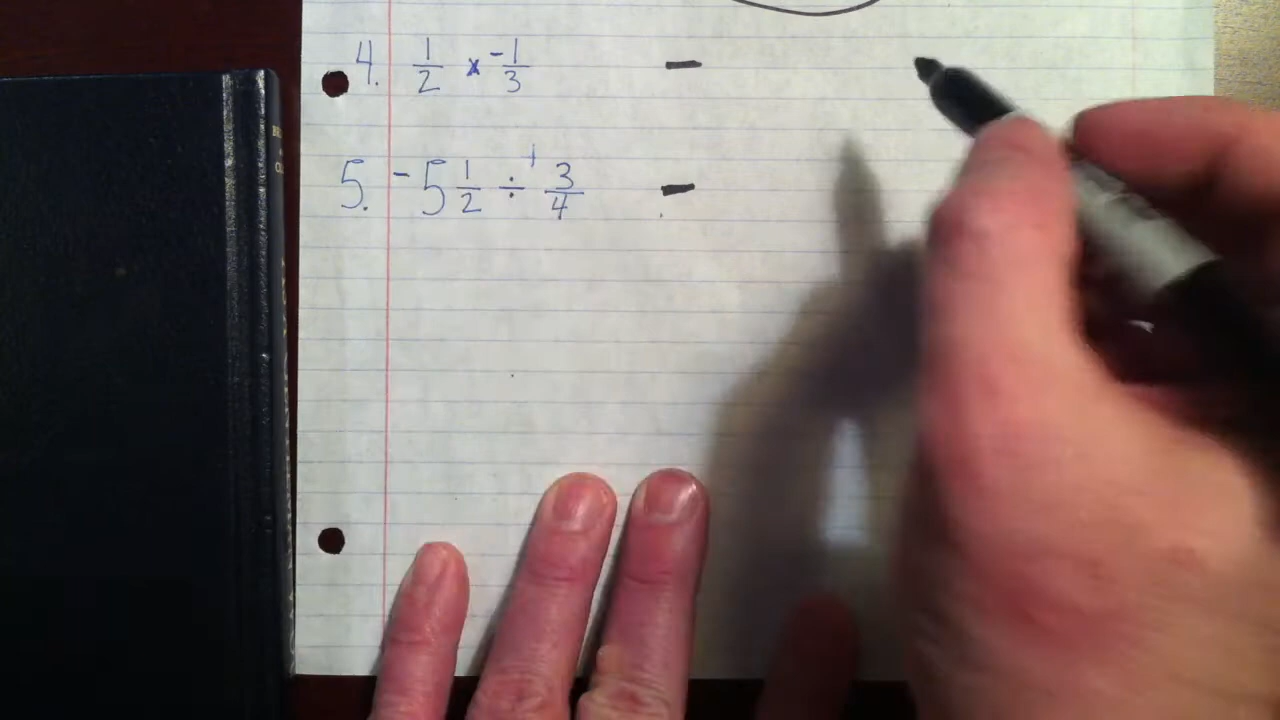 4. 1/2 × -1/3 -
5. -5 1/2 ÷ +3/4 -